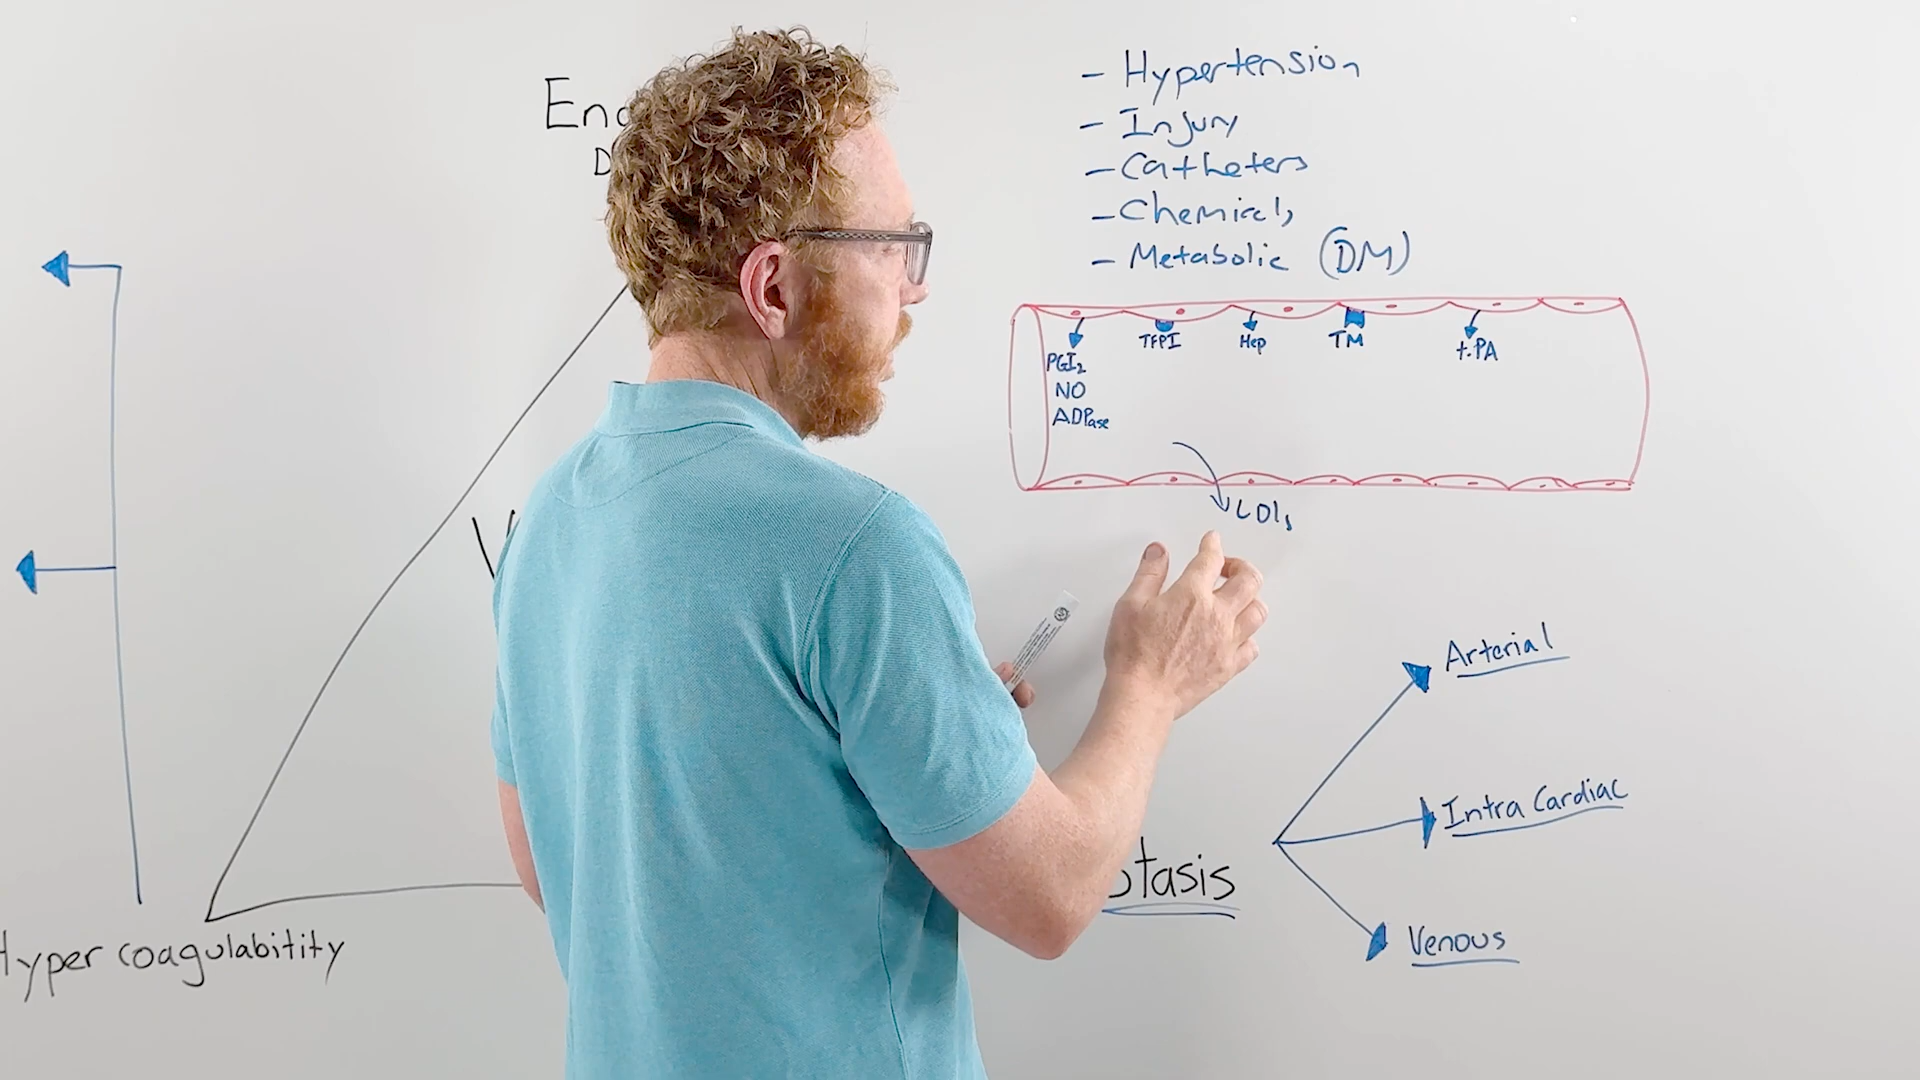 - Hypertension
- Injury
- Catheters
- Chemicals
- Metabolic (DM)
PGI2
NO
ADPase
TFPI
Hep
TM
t-PA
LDLs
Arterial
Intra Cardiac
Venous
Hyper coagulabitity